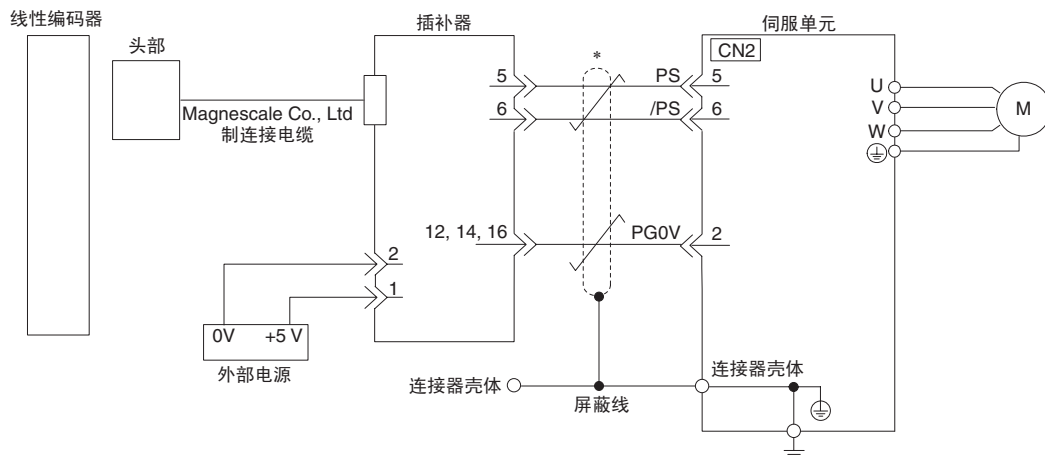 线性编码器
头部
Magnescale Co., Ltd
制连接电缆
插补器
5
6
12, 14, 16
2
1
0V +5 V
外部电源
*
PS
/PS
PG0V
伺服单元
CN2
5
6
2
U
V
W
M
连接器壳体
屏蔽线
连接器壳体